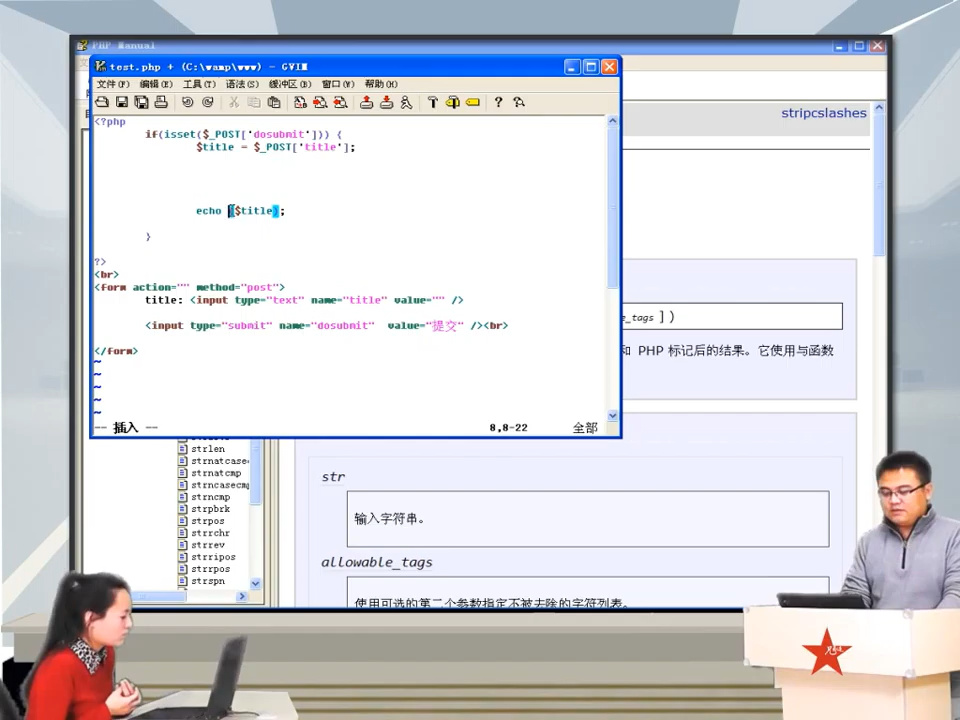 PHP Manual
test.php + (C:\wamp\www) - GVIM
文件(F) 编辑(E) 工具(T) 语法(S) 缓冲区(B) 窗口(W) 帮助(H)
stripcslashes
<?php
if(isset($_POST['dosubmit'])) {
$title = $_POST['title'];
echo ($title);
}
?>
<br>
<form action="" method="post">
title: <input type="text" name="title" value="" />
<input type="submit" name="dosubmit" value="提交" /><br>
</form>
~
~
~
~
~
-- 插入 --
8,8-22
全部
e_tags ] )
和 PHP 标记后的结果。它使用与函数
strlen
strnatcase
strnatcmp
strncasecmp
strncmp
strpbrk
strpos
strrchr
strrev
strripos
strrpos
strspn
str
输入字符串。
allowable_tags
使用可选的第二个参数指定不被去除的字符列表。